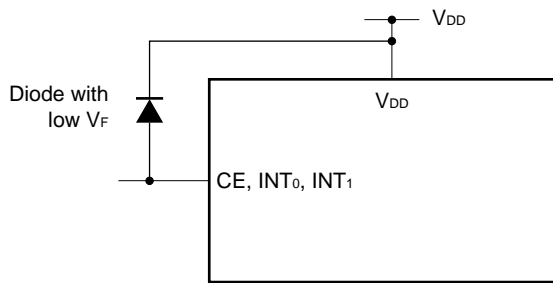 VDD
Diode with
low VF
VDD
CE, INT0, INT1